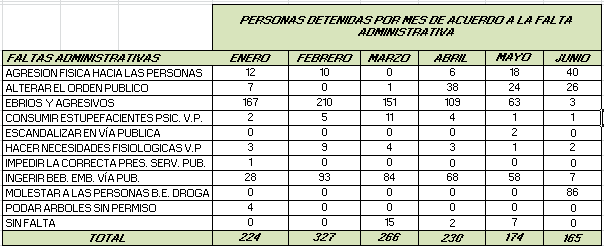 PERSONAS DETENIDAS POR MES DE ACUERDO A LA FALTA
ADMINISTRATIVA
FALTAS ADMINISTRATIVAS ENERO FEBRERO MARZO ABRIL MAYO JUNIO
AGRESION FISICA HACIA LAS PERSONAS 12 10 0 6 18 40
ALTERAR EL ORDEN PUBLICO 7 0 1 38 24 26
EBRIOS Y AGRESIVOS 167 210 151 109 63 3
CONSUMIR ESTUPEFACIENTES PSIC. V.P. 2 5 11 4 1 1
ESCANDALIZAR EN VÍA PUBLICA 0 0 0 0 2 0
HACER NECESIDADES FISIOLOGICAS V.P 3 9 4 3 1 2
IMPEDIR LA CORRECTA PRES. SERV. PUB. 1 0 0 0 0 0
INGERIR BEB. EMB. VÍA PUB. 28 93 84 68 58 7
MOLESTAR A LAS PERSONAS B.E. DROGA 0 0 0 0 0 86
PODAR ARBOLES SIN PERMISO 4 0 0 0 0 0
SIN FALTA 0 0 15 2 7 0
TOTAL 224 327 266 230 174 165